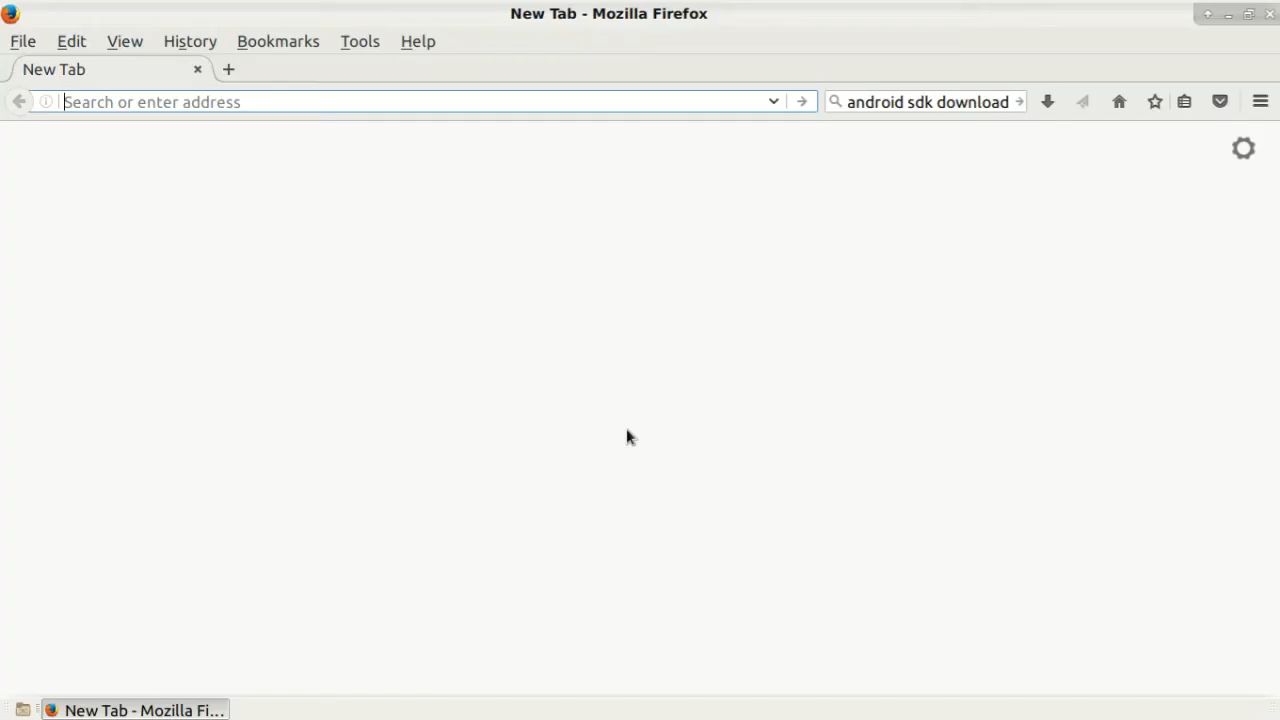 New Tab - Mozilla Firefox
File Edit View History Bookmarks Tools Help
New Tab
Search or enter address
android sdk download
New Tab - Mozilla Fi...